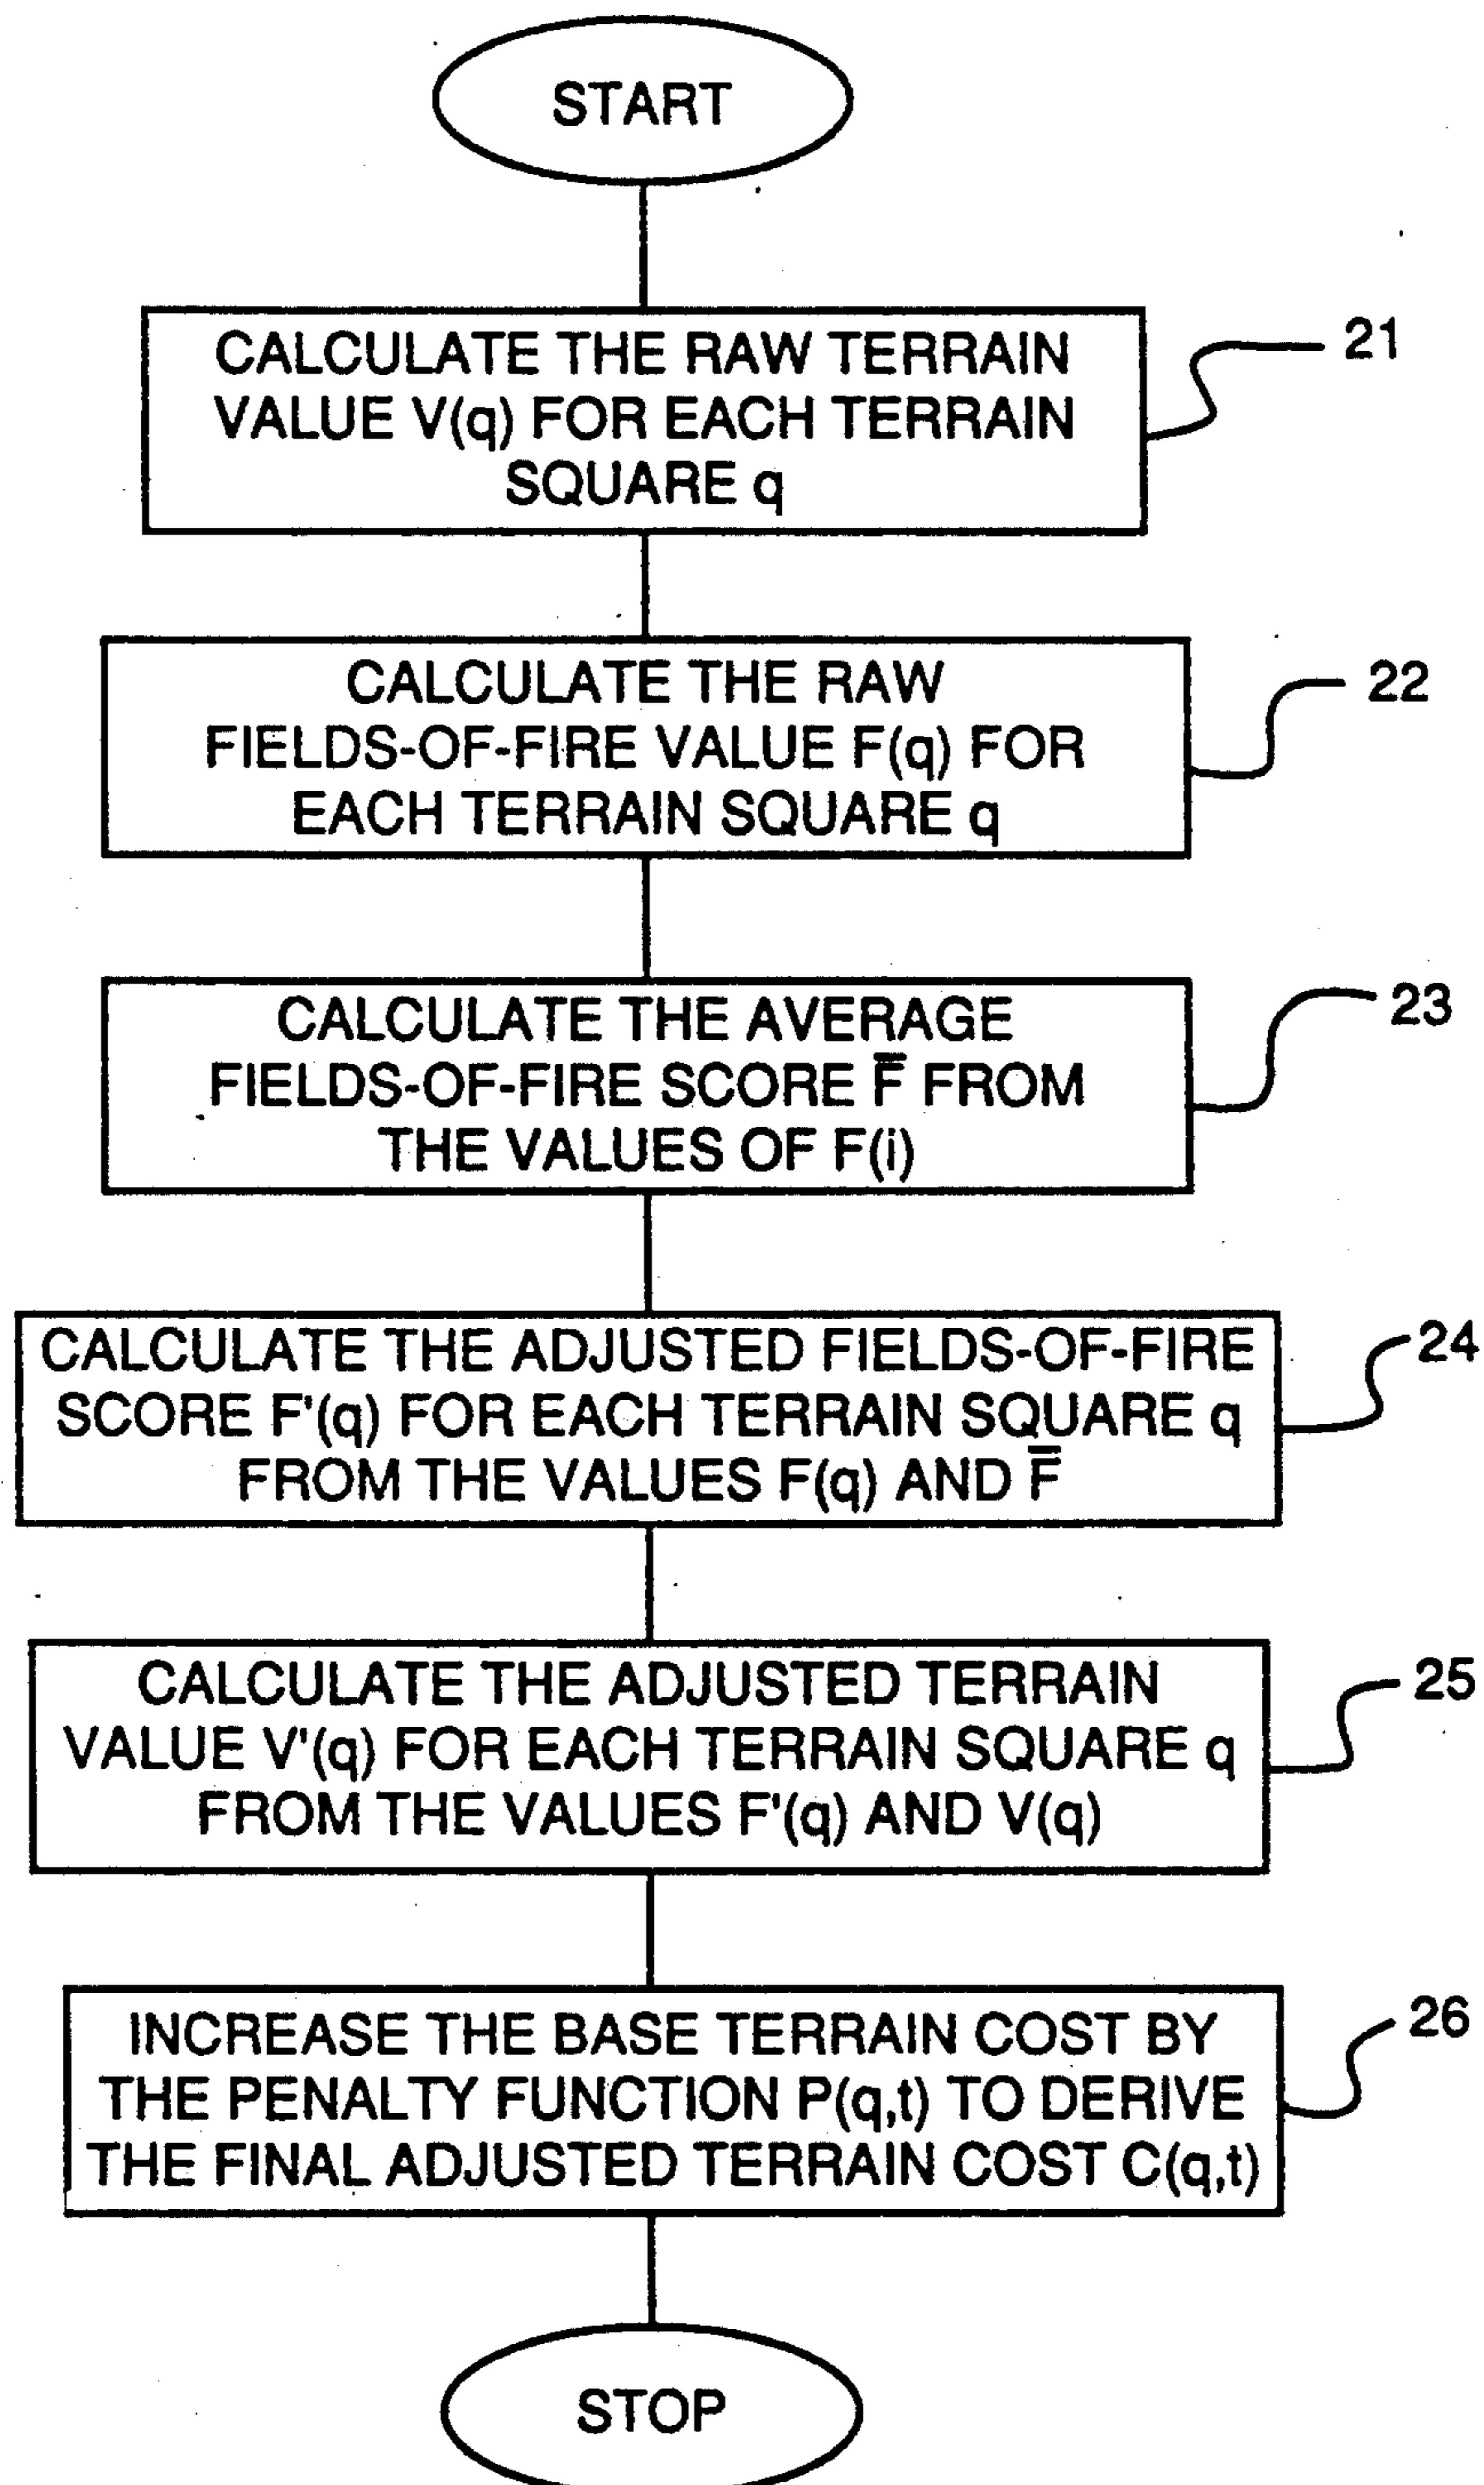 START
CALCULATE THE RAW TERRAIN
VALUE V(q) FOR EACH TERRAIN
SQUARE q
21
CALCULATE THE RAW
FIELDS-OF-FIRE VALUE F(q) FOR
EACH TERRAIN SQUARE q
22
CALCULATE THE AVERAGE
FIELDS-OF-FIRE SCORE F̅ FROM
THE VALUES OF F(i)
23
CALCULATE THE ADJUSTED FIELDS-OF-FIRE
SCORE F'(q) FOR EACH TERRAIN SQUARE q
FROM THE VALUES F(q) AND F̅
24
CALCULATE THE ADJUSTED TERRAIN
VALUE V'(q) FOR EACH TERRAIN SQUARE q
FROM THE VALUES F'(q) AND V(q)
25
INCREASE THE BASE TERRAIN COST BY
THE PENALTY FUNCTION P(q,t) TO DERIVE
THE FINAL ADJUSTED TERRAIN COST C(q,t)
26
STOP